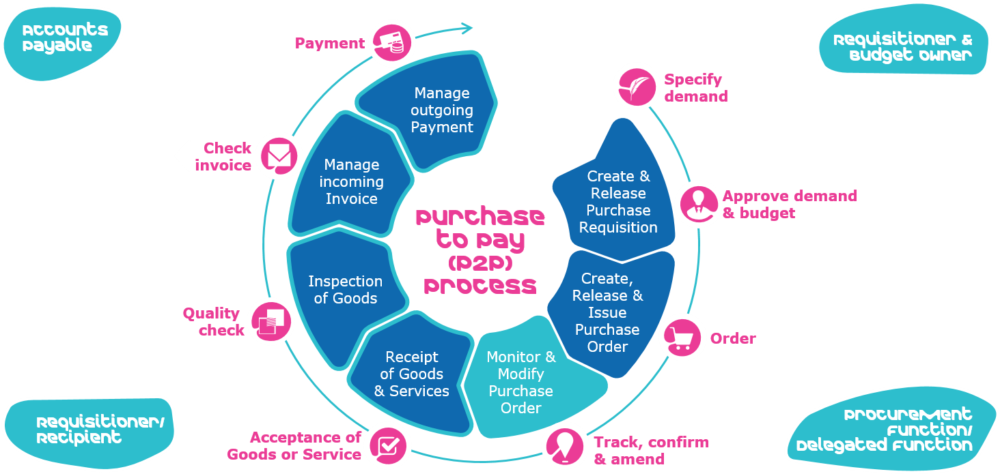 Accounts
Payable
Requisitioner &
Budget Owner
Payment
Specify
demand
Manage
outgoing
Payment
Check
invoice
Manage
incoming
Invoice
Create &
Release
Purchase
Requisition
Approve demand
& budget
Purchase
to Pay
(P2P)
Process
Inspection
of Goods
Create,
Release &
Issue
Purchase
Order
Quality
check
Order
Receipt
of Goods
& Services
Monitor &
Modify
Purchase
Order
Requisitioner/
Recipient
Acceptance of
Goods or Service
Track, confirm
& amend
Procurement
Function/
Delegated Function